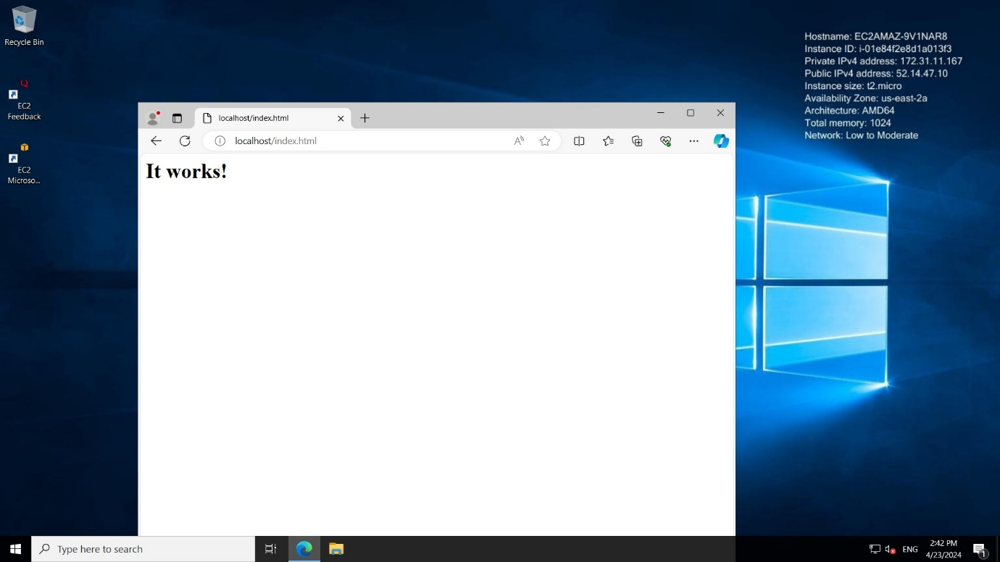 Recycle Bin
EC2
Feedback
EC2
Microso...
Hostname: EC2AMAZ-9V1NAR8
Instance ID: i-01e84f2e8d1a013f3
Private IPv4 address: 172.31.11.167
Public IPv4 address: 52.14.47.10
Instance size: t2.micro
Availability Zone: us-east-2a
Architecture: AMD64
Total memory: 1024
Network: Low to Moderate
localhost/index.html
localhost/index.html
It works!
Type here to search
ENG
2:42 PM
4/23/2024
1